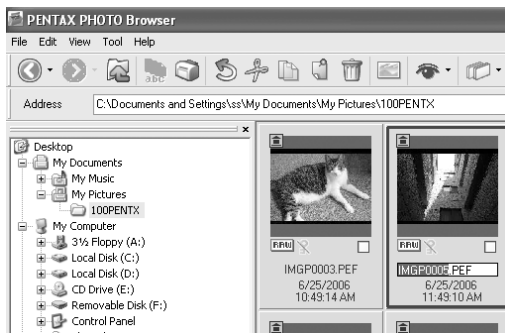 PENTAX PHOTO Browser
File Edit View Tool Help
abc
Address C:\Documents and Settings\ss\My Documents\My Pictures\100PENTX
x
Desktop
My Documents
My Music
My Pictures
100PENTX
My Computer
3½ Floppy (A:)
Local Disk (C:)
Local Disk (D:)
CD Drive (E:)
Removable Disk (F:)
Control Panel
RAW
IMGP0003.PEF
6/25/2006
10:49:14 AM
RAW
IMGP0005.PEF
6/25/2006
11:49:10 AM